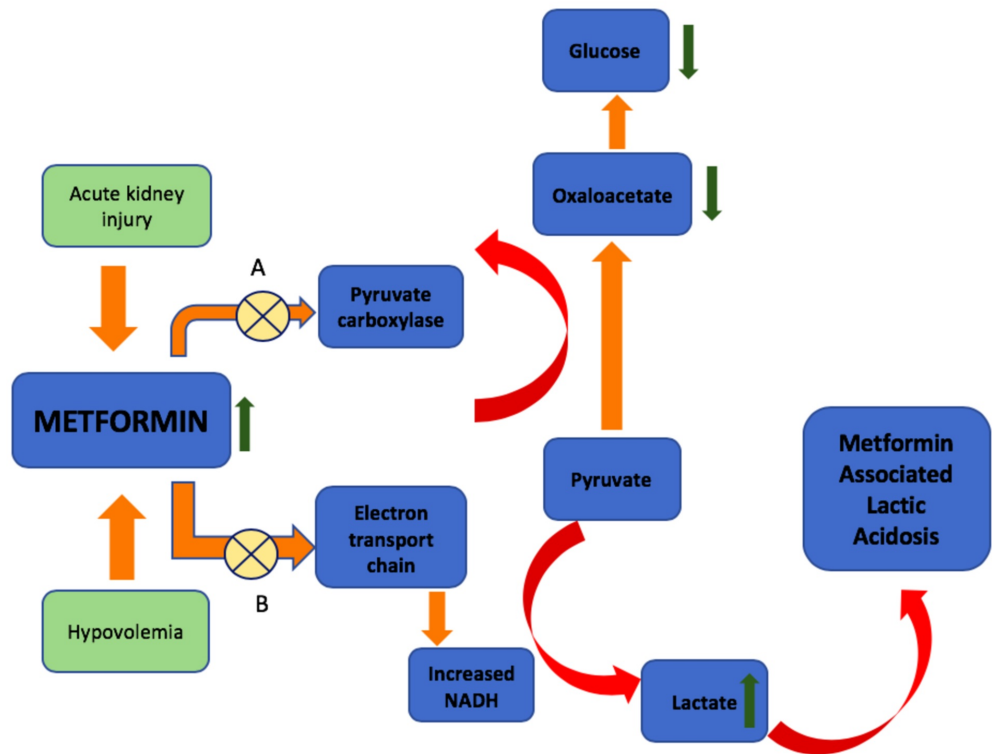 Glucose
Oxaloacetate
Acute kidney
injury
A
Pyruvate
carboxylase
METFORMIN
Pyruvate
Metformin
Associated
Lactic
Acidosis
Electron
transport
chain
B
Hypovolemia
Increased
NADH
Lactate